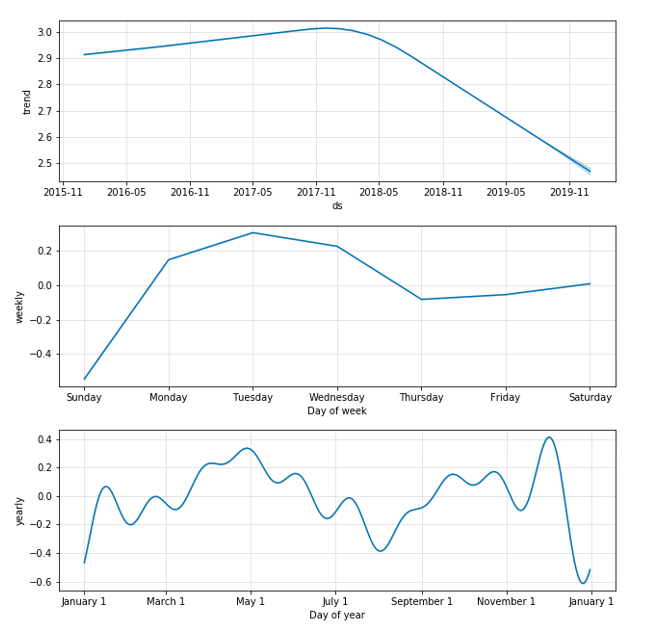 3.0
2.9
2.8
2.7
2.6
2.5
trend
2015-11 2016-05 2016-11 2017-05 2017-11 2018-05 2018-11 2019-05 2019-11
ds
0.2
0.0
−0.2
−0.4
weekly
Sunday Monday Tuesday Wednesday Thursday Friday Saturday
Day of week
0.4
0.2
0.0
−0.2
−0.4
−0.6
yearly
January 1 March 1 May 1 July 1 September 1 November 1 January 1
Day of year